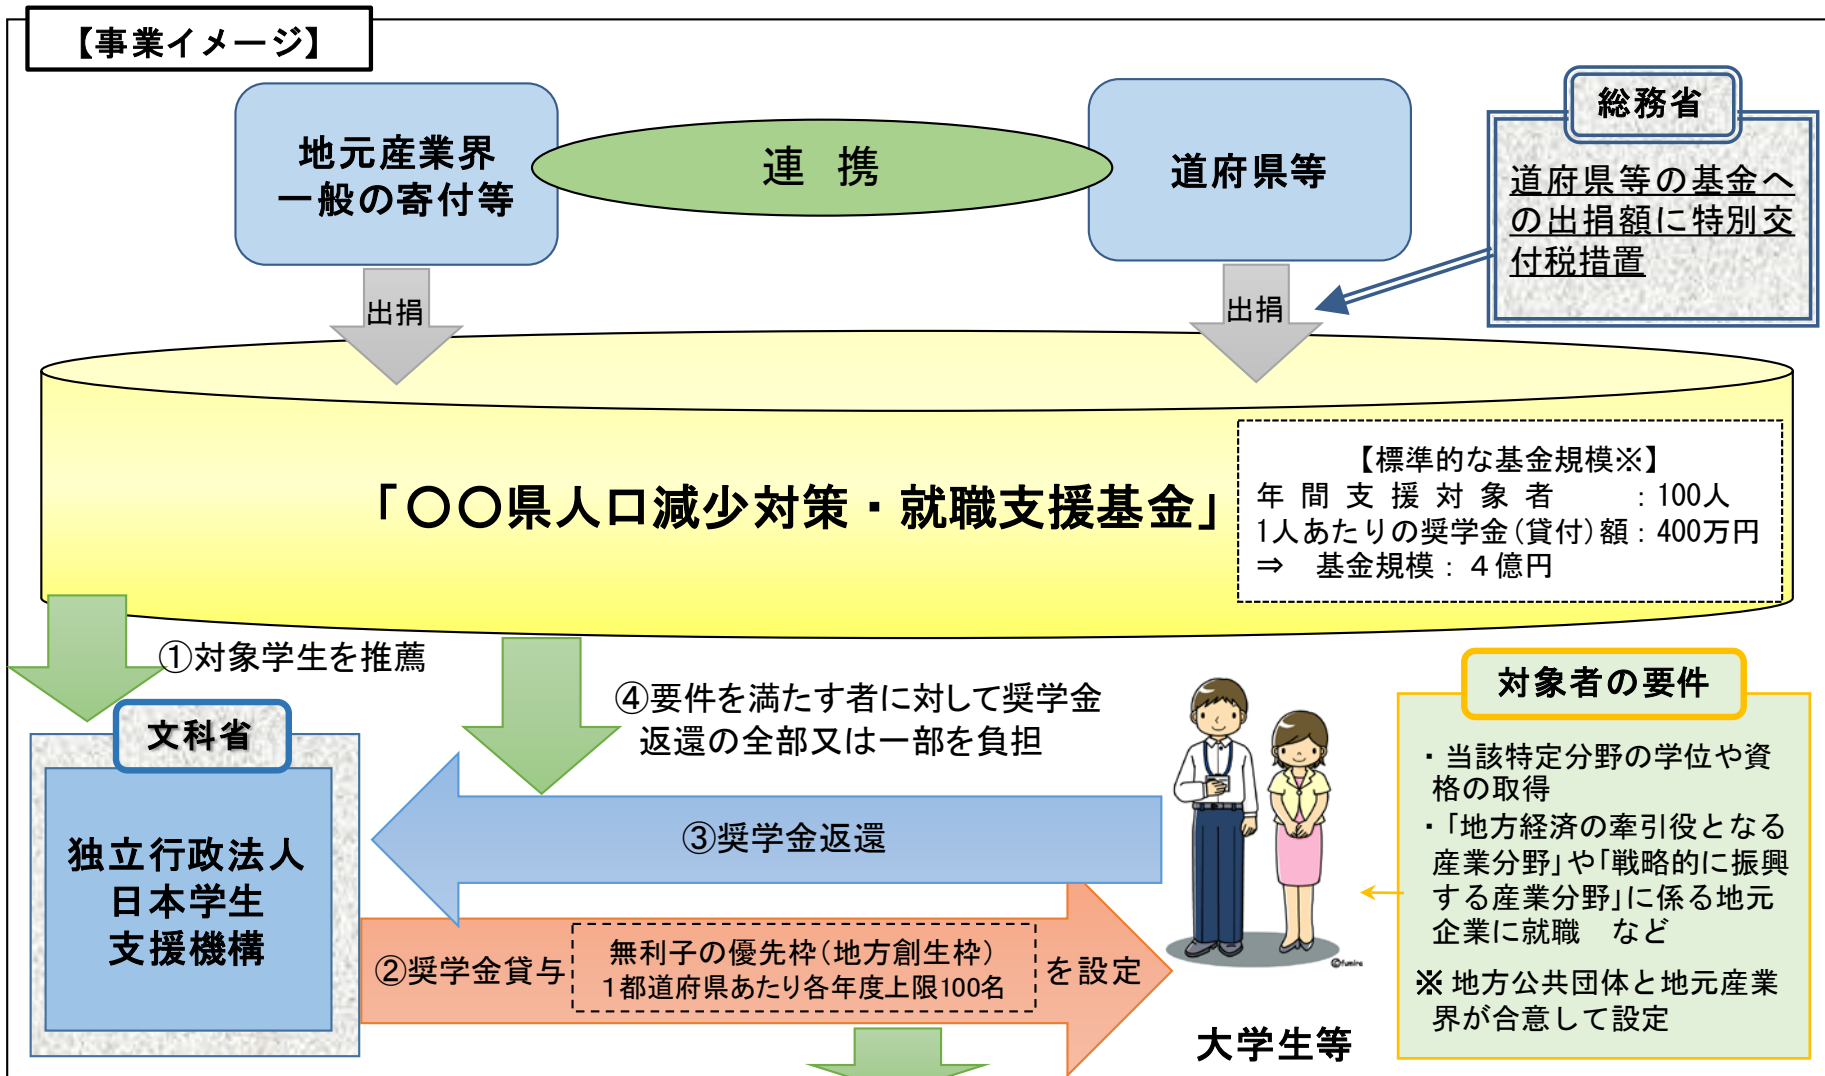 【事業イメージ】
地元産業界
一般の寄付等
連 携
道府県等
総務省
道府県等の基金へ
の出捐額に特別交
付税措置
出捐
出捐
「〇〇県人口減少対策・就職支援基金」
【標準的な基金規模※】
年 間 支 援 対 象 者 : 100人
1人あたりの奨学金(貸付)額 : 400万円
⇒ 基金規模 : 4億円
①対象学生を推薦
④要件を満たす者に対して奨学金
返還の全部又は一部を負担
文科省
独立行政法人
日本学生
支援機構
③奨学金返還
②奨学金貸与
無利子の優先枠(地方創生枠)
1都道府県あたり各年度上限100名
を設定
©fumira
大学生等
対象者の要件
・当該特定分野の学位や資
格の取得
・「地方経済の牽引役となる
産業分野」や「戦略的に振興
する産業分野」に係る地元
企業に就職 など
※ 地方公共団体と地元産業
界が合意して設定